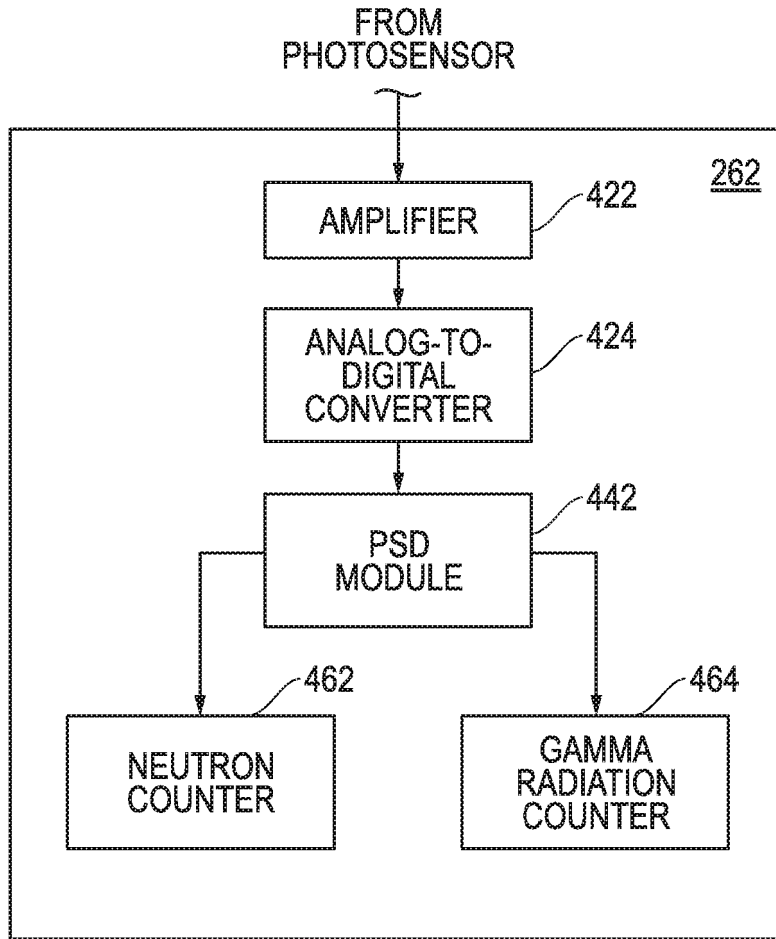 FROM
PHOTOSENSOR
262
AMPLIFIER
422
ANALOG-TO-
DIGITAL
CONVERTER
424
PSD
MODULE
442
NEUTRON
COUNTER
462
GAMMA
RADIATION
COUNTER
464